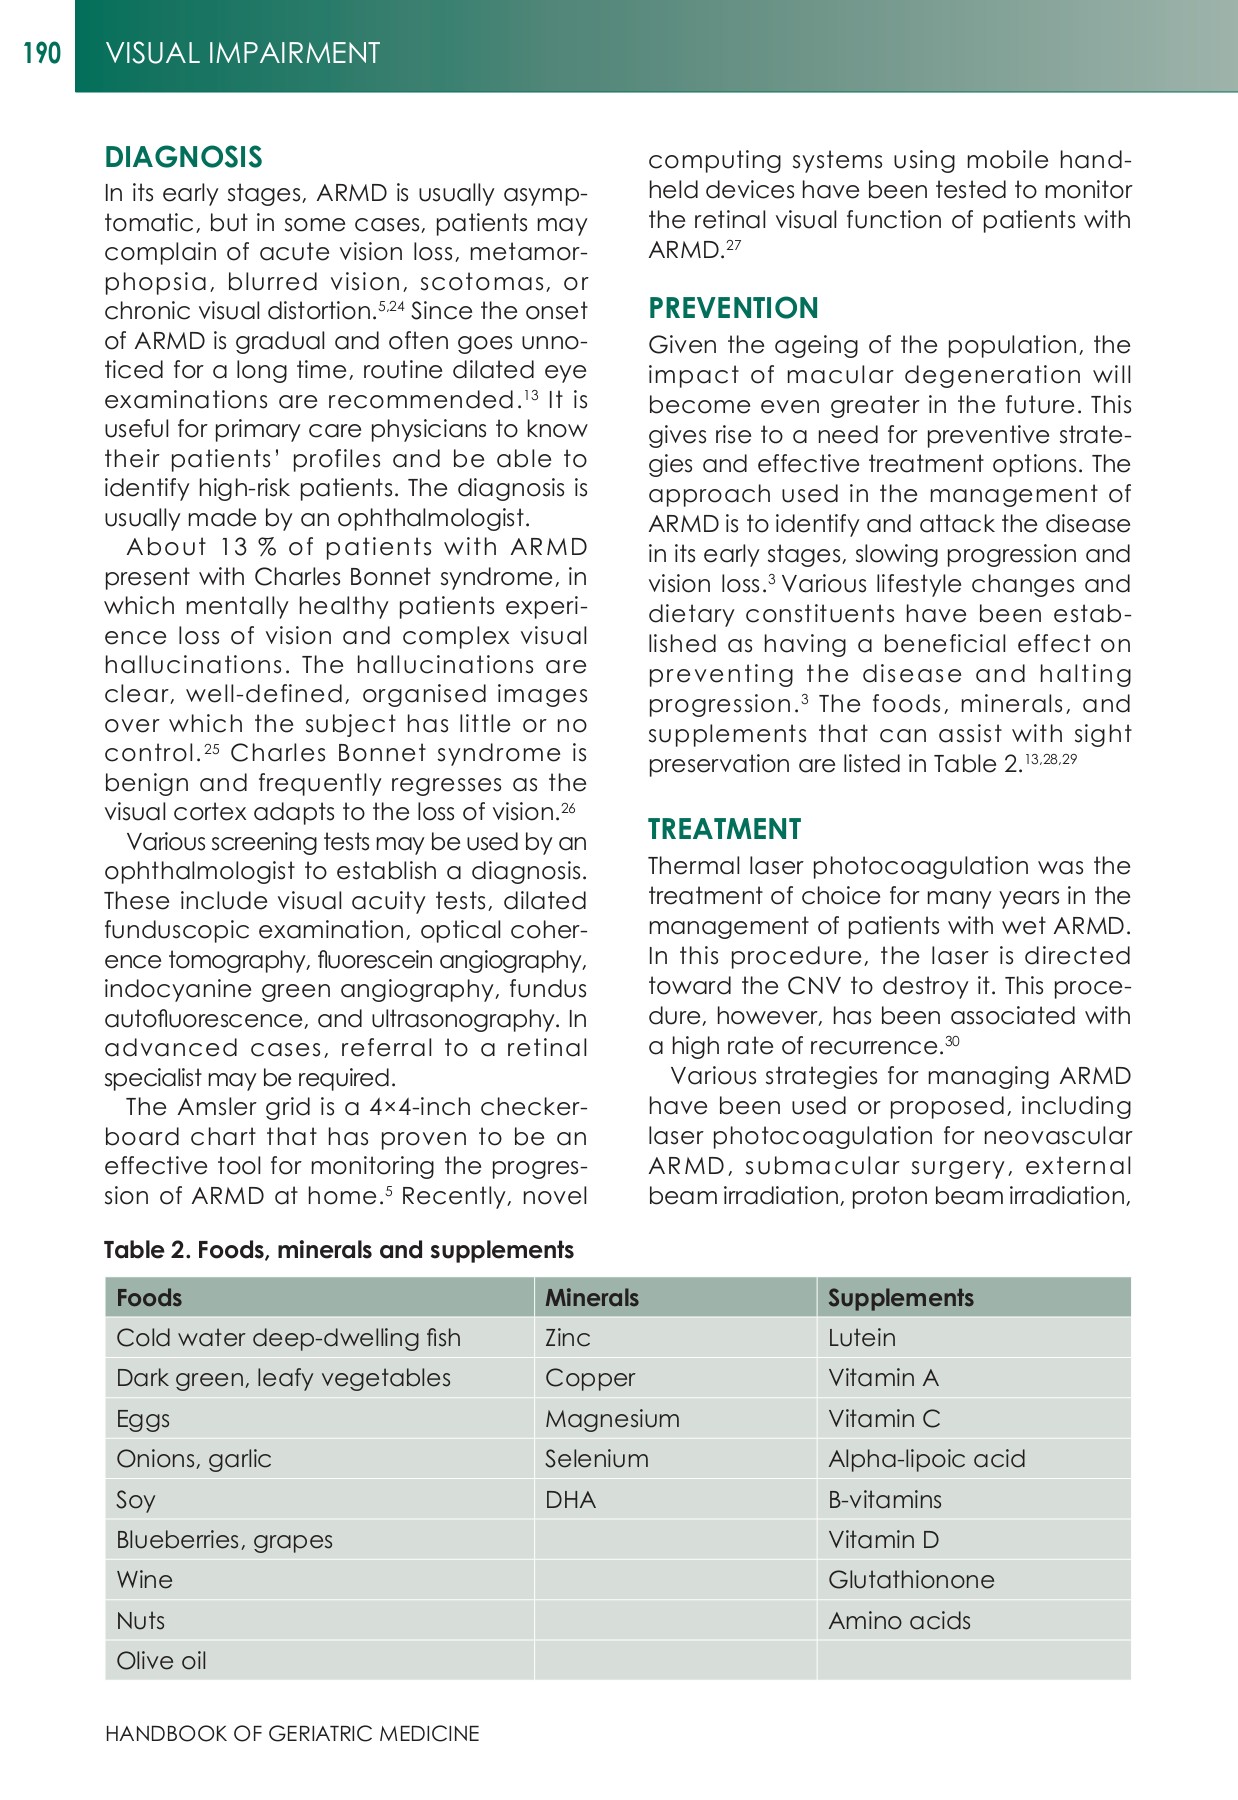 190
VISUAL IMPAIRMENT
DIAGNOSIS
In its early stages, ARMD is usually asymp-
tomatic, but in some cases, patients may
complain of acute vision loss, metamor-
phopsia, blurred vision, scotomas, or
chronic visual distortion.5,24 Since the onset
of ARMD is gradual and often goes unno-
ticed for a long time, routine dilated eye
examinations are recommended.13 It is
useful for primary care physicians to know
their patients’ profiles and be able to
identify high-risk patients. The diagnosis is
usually made by an ophthalmologist.
About 13 % of patients with ARMD
present with Charles Bonnet syndrome, in
which mentally healthy patients experi-
ence loss of vision and complex visual
hallucinations. The hallucinations are
clear, well-defined, organised images
over which the subject has little or no
control.25 Charles Bonnet syndrome is
benign and frequently regresses as the
visual cortex adapts to the loss of vision.26
Various screening tests may be used by an
ophthalmologist to establish a diagnosis.
These include visual acuity tests, dilated
funduscopic examination, optical coher-
ence tomography, fluorescein angiography,
indocyanine green angiography, fundus
autofluorescence, and ultrasonography. In
advanced cases, referral to a retinal
specialist may be required.
The Amsler grid is a 4×4-inch checker-
board chart that has proven to be an
effective tool for monitoring the progres-
sion of ARMD at home.5 Recently, novel
computing systems using mobile hand-
held devices have been tested to monitor
the retinal visual function of patients with
ARMD.27
PREVENTION
Given the ageing of the population, the
impact of macular degeneration will
become even greater in the future. This
gives rise to a need for preventive strate-
gies and effective treatment options. The
approach used in the management of
ARMD is to identify and attack the disease
in its early stages, slowing progression and
vision loss.3 Various lifestyle changes and
dietary constituents have been estab-
lished as having a beneficial effect on
preventing the disease and halting
progression.3 The foods, minerals, and
supplements that can assist with sight
preservation are listed in Table 2.13,28,29
TREATMENT
Thermal laser photocoagulation was the
treatment of choice for many years in the
management of patients with wet ARMD.
In this procedure, the laser is directed
toward the CNV to destroy it. This proce-
dure, however, has been associated with
a high rate of recurrence.30
Various strategies for managing ARMD
have been used or proposed, including
laser photocoagulation for neovascular
ARMD, submacular surgery, external
beam irradiation, proton beam irradiation,
Table 2. Foods, minerals and supplements
Foods Minerals Supplements
Cold water deep-dwelling fish Zinc Lutein
Dark green, leafy vegetables Copper Vitamin A
Eggs Magnesium Vitamin C
Onions, garlic Selenium Alpha-lipoic acid
Soy DHA B-vitamins
Blueberries, grapes Vitamin D
Wine Glutathionone
Nuts Amino acids
Olive oil
HANDBOOK OF GERIATRIC MEDICINE